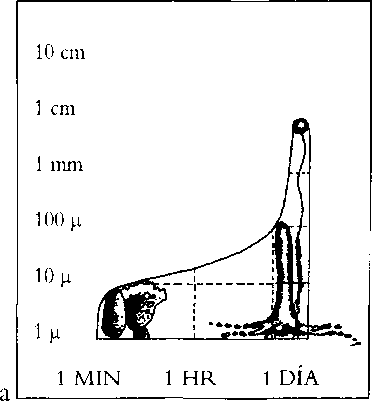 10 cm
1 cm
1 mm
100 µ
10 µ
1 µ
1 MIN 1 HR 1 DÍA
a